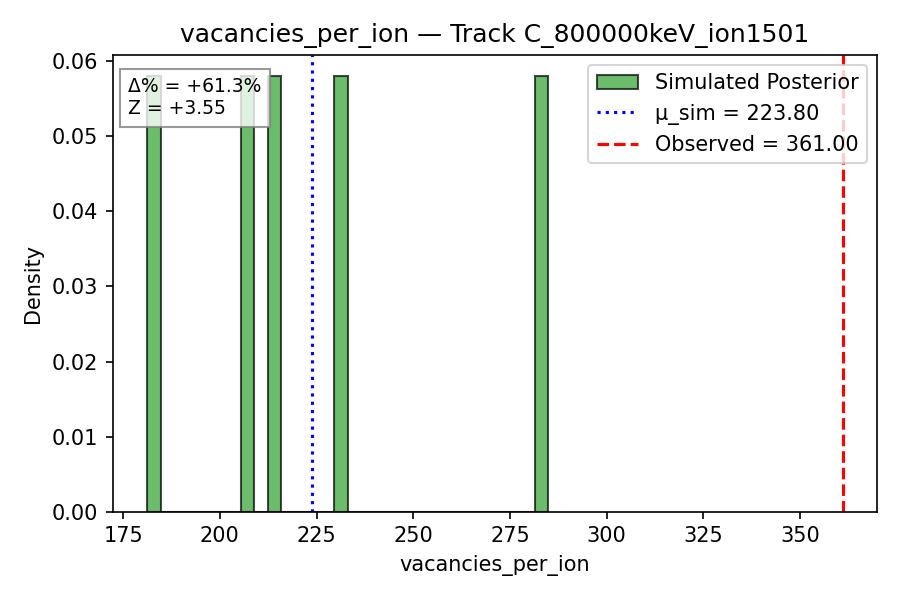 vacancies_per_ion — Track C_800000keV_ion1501
0.06
0.05
0.04
0.03
0.02
0.01
0.00
Density
Δ% = +61.3%
Z = +3.55
Simulated Posterior
μ_sim = 223.80
Observed = 361.00
175 200 225 250 275 300 325 350
vacancies_per_ion